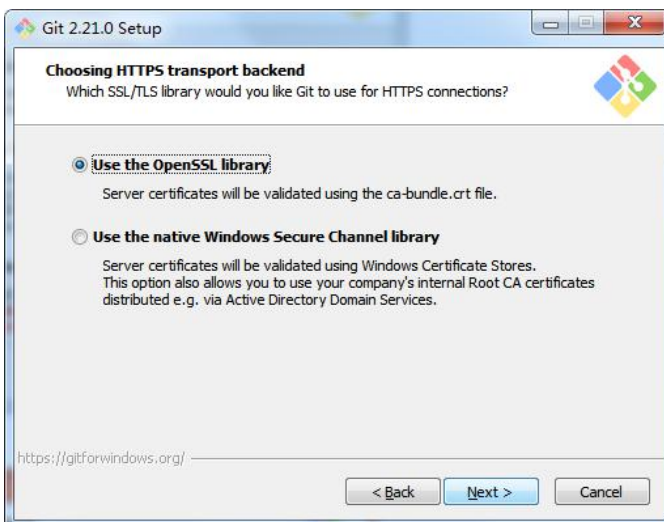 Git 2.21.0 Setup
Choosing HTTPS transport backend
Which SSL/TLS library would you like Git to use for HTTPS connections?
Use the OpenSSL library
Server certificates will be validated using the ca-bundle.crt file.
Use the native Windows Secure Channel library
Server certificates will be validated using Windows Certificate Stores.
This option also allows you to use your company's internal Root CA certificates
distributed e.g. via Active Directory Domain Services.
https://gitforwindows.org/
< Back
Next >
Cancel